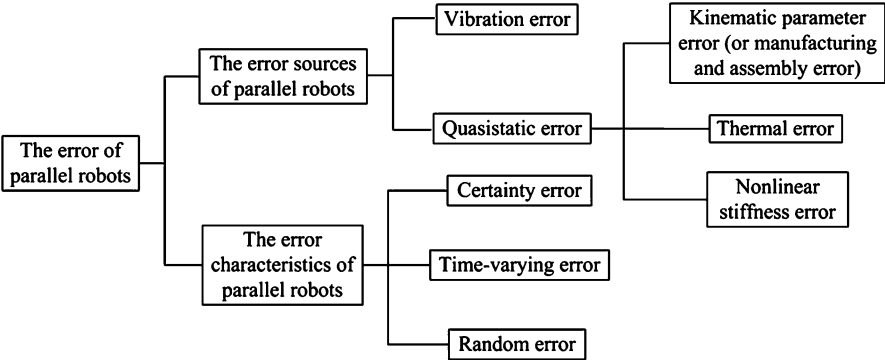 The error of
parallel robots
The error sources
of parallel robots
Vibration error
Quasistatic error
Kinematic parameter
error (or manufacturing
and assembly error)
Thermal error
Nonlinear
stiffness error
The error
characteristics of
parallel robots
Certainty error
Time-varying error
Random error